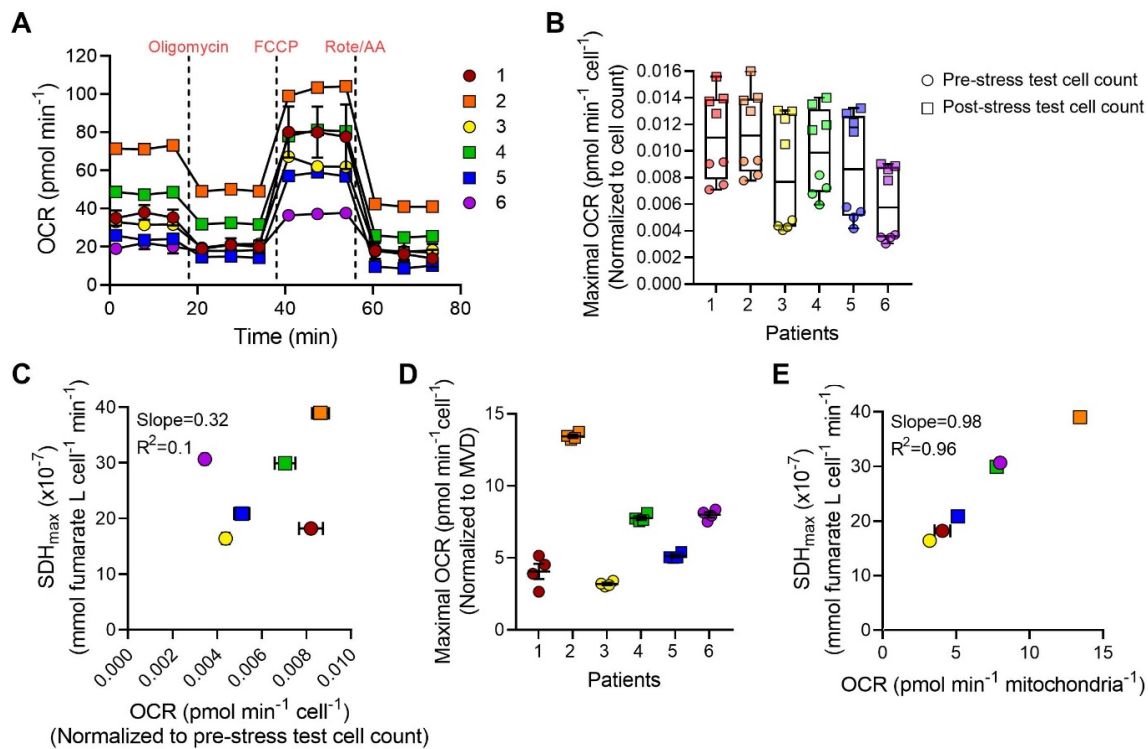 A
Oligomycin FCCP Rote/AA
120
100
80
60
40
20
0
OCR (pmol min⁻¹)
0 20 40 60 80
Time (min)
1
2
3
4
5
6
B
0.016
0.014
0.012
0.010
0.008
0.006
0.004
0.002
0.000
Maximal OCR (pmol min⁻¹ cell⁻¹)
(Normalized to cell count)
1 2 3 4 5 6
Patients
Pre-stress test cell count
Post-stress test cell count
C
Slope=0.32
R²=0.1
40
30
20
10
0
SDHmax (x10⁻⁷)
(mmol fumarate L cell⁻¹ min⁻¹)
0.000 0.002 0.004 0.006 0.008 0.010
OCR (pmol min⁻¹ cell⁻¹)
(Normalized to pre-stress test cell count)
D
15
10
5
0
Maximal OCR (pmol min⁻¹cell⁻¹)
(Normalized to MVD)
1 2 3 4 5 6
Patients
E
Slope=0.98
R²=0.96
40
30
20
10
0
SDHmax (x10⁻⁷)
(mmol fumarate L cell⁻¹ min⁻¹)
0 5 10 15
OCR (pmol min⁻¹ mitochondria⁻¹)